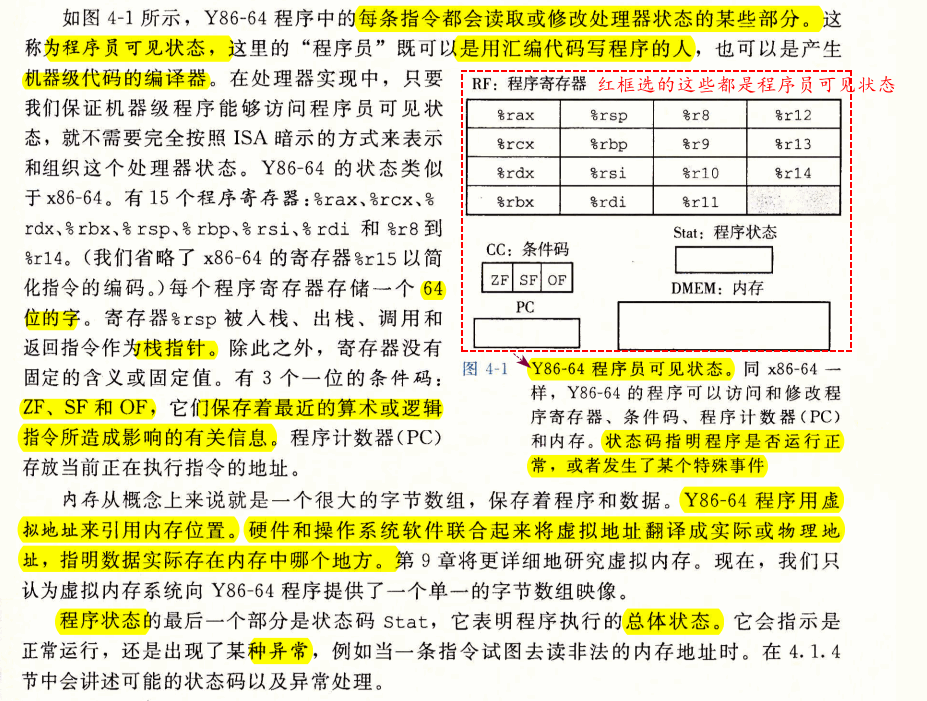 如图 4-1 所示，Y86-64 程序中的每条指令都会读取或修改处理器状态的某些部分。这
称为程序员可见状态，这里的“程序员”既可以是用汇编代码写程序的人，也可以是产生
机器级代码的编译器。在处理器实现中，只要
我们保证机器级程序能够访问程序员可见状
态，就不需要完全按照 ISA 暗示的方式来表示
和组织这个处理器状态。Y86-64 的状态类似
于 x86-64。有 15 个程序寄存器：%rax、%rcx、%
rdx、%rbx、%rsp、%rbp、%rsi、%rdi 和 %r8 到
%r14。（我们省略了 x86-64 的寄存器%r15 以简
化指令的编码。）每个程序寄存器存储一个 64
位的字。寄存器%rsp 被入栈、出栈、调用和
返回指令作为栈指针。除此之外，寄存器没有
固定的含义或固定值。有 3 个一位的条件码：
ZF、SF 和 OF，它们保存着最近的算术或逻辑
指令所造成影响的有关信息。程序计数器（PC）
存放当前正在执行指令的地址。
RF：程序寄存器 红框选的这些都是程序员可见状态
%rax %rsp %r8 %r12
%rcx %rbp %r9 %r13
%rdx %rsi %r10 %r14
%rbx %rdi %r11
CC：条件码
ZF SF OF
PC
Stat：程序状态
DMEM：内存
图 4-1 Y86-64 程序员可见状态。同 x86-64 一
样，Y86-64 的程序可以访问和修改程
序寄存器、条件码、程序计数器（PC）
和内存。状态码指明程序是否运行正
常，或者发生了某个特殊事件
内存从概念上来说就是一个很大的字节数组，保存着程序和数据。Y86-64 程序用虚
拟地址来引用内存位置。硬件和操作系统软件联合起来将虚拟地址翻译成实际或物理地
址，指明数据实际存在内存中哪个地方。第 9 章将更详细地研究虚拟内存。现在，我们只
认为虚拟内存系统向 Y86-64 程序提供了一个单一的字节数组映像。
程序状态的最后一个部分是状态码 Stat，它表明程序执行的总体状态。它会指示是
正常运行，还是出现了某种异常，例如当一条指令试图去读非法的内存地址时。在 4.1.4
节中会讲述可能的状态码以及异常处理。